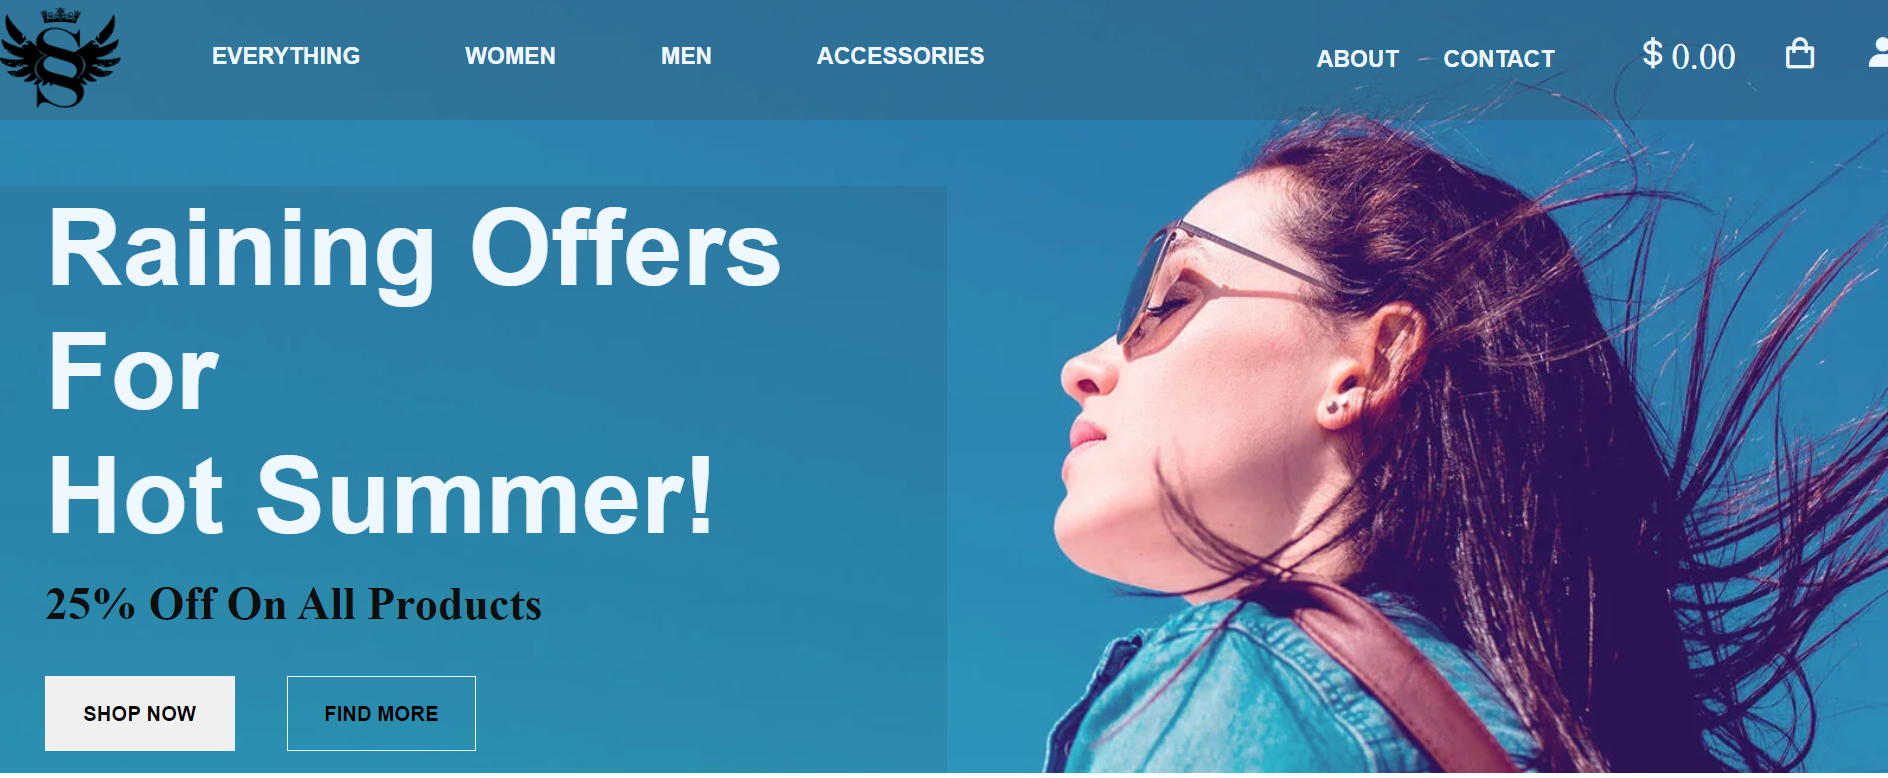 EVERYTHING WOMEN MEN ACCESSORIES ABOUT CONTACT $ 0.00
Raining Offers
For
Hot Summer!
25% Off On All Products
SHOP NOW FIND MORE